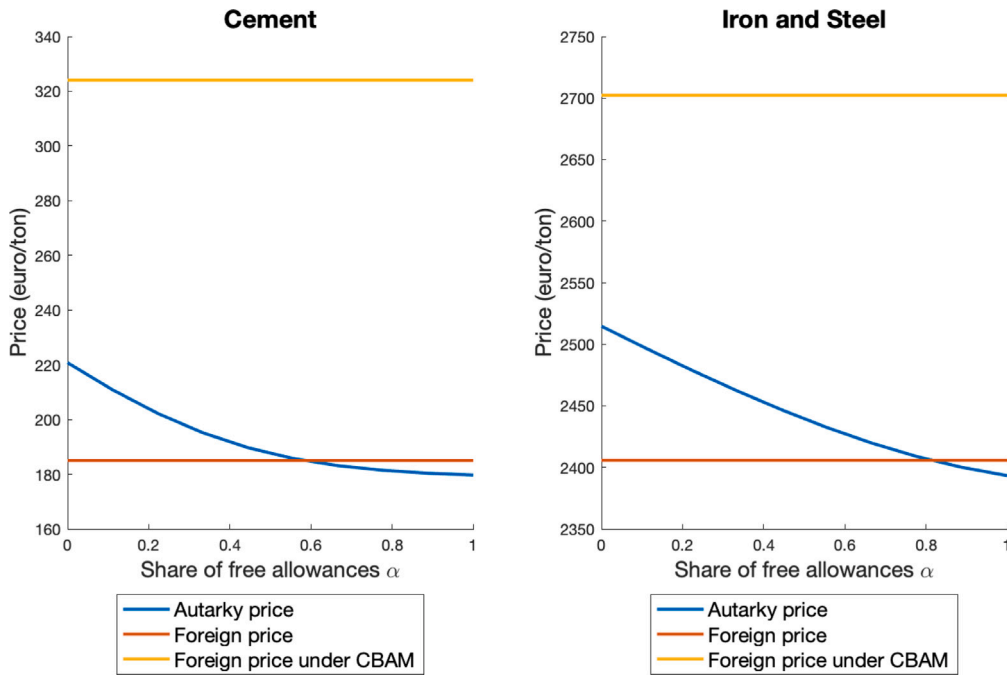 Cement
340
320
300
280
260
240
220
200
180
160
Price (euro/ton)
0 0.2 0.4 0.6 0.8 1
Share of free allowances α
Autarky price
Foreign price
Foreign price under CBAM
Iron and Steel
2750
2700
2650
2600
2550
2500
2450
2400
2350
Price (euro/ton)
0 0.2 0.4 0.6 0.8 1
Share of free allowances α
Autarky price
Foreign price
Foreign price under CBAM